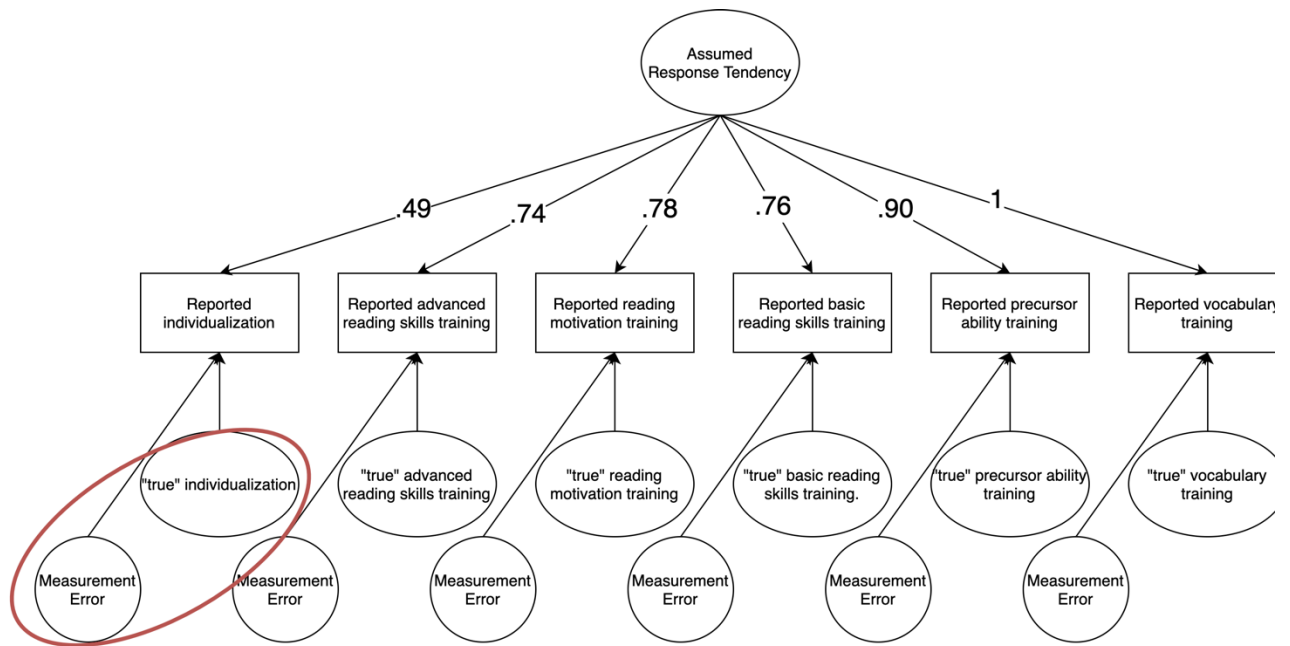 Assumed
Response Tendency
.49
.74
.78
.76
.90
1
Reported
individualization
Reported advanced
reading skills training
Reported reading
motivation training
Reported basic
reading skills training
Reported precursor
ability training
Reported vocabulary
training
"true" individualization
"true" advanced
reading skills training
"true" reading
motivation training
"true" basic reading
skills training.
"true" precursor ability
training
"true" vocabulary
training
Measurement
Error
Measurement
Error
Measurement
Error
Measurement
Error
Measurement
Error
Measurement
Error